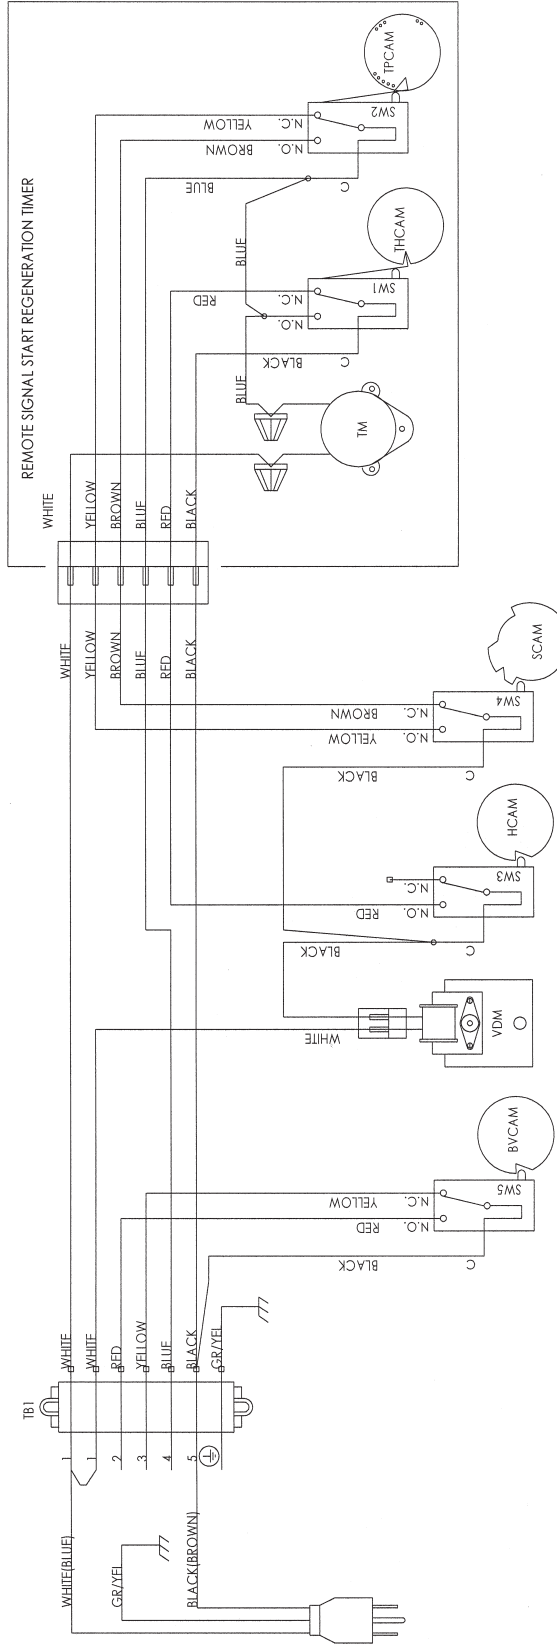 REMOTE SIGNAL START REGENERATION TIMER
TPCAM
SW2
N.C.
YELLOW
N.O.
BROWN
C
BLUE
THCAM
BLUE
SW1
N.C.
RED
N.O.
C
BLACK
BLUE
TM
WHITE
YELLOW
BROWN
BLUE
RED
BLACK
WHITE
YELLOW
BROWN
BLUE
RED
BLACK
SCAM
SW4
N.C.
BROWN
N.O.
YELLOW
C
BLACK
HCAM
SW3
N.C.
N.O.
RED
C
BLACK
VDM
WHITE
BVCAM
SW5
N.C.
YELLOW
N.O.
RED
C
BLACK
TB1
WHITE
WHITE
RED
YELLOW
BLUE
BLACK
GR/YEL
1
1
2
3
4
5
WHITE(BLUE)
GR/YEL
BLACK(BROWN)